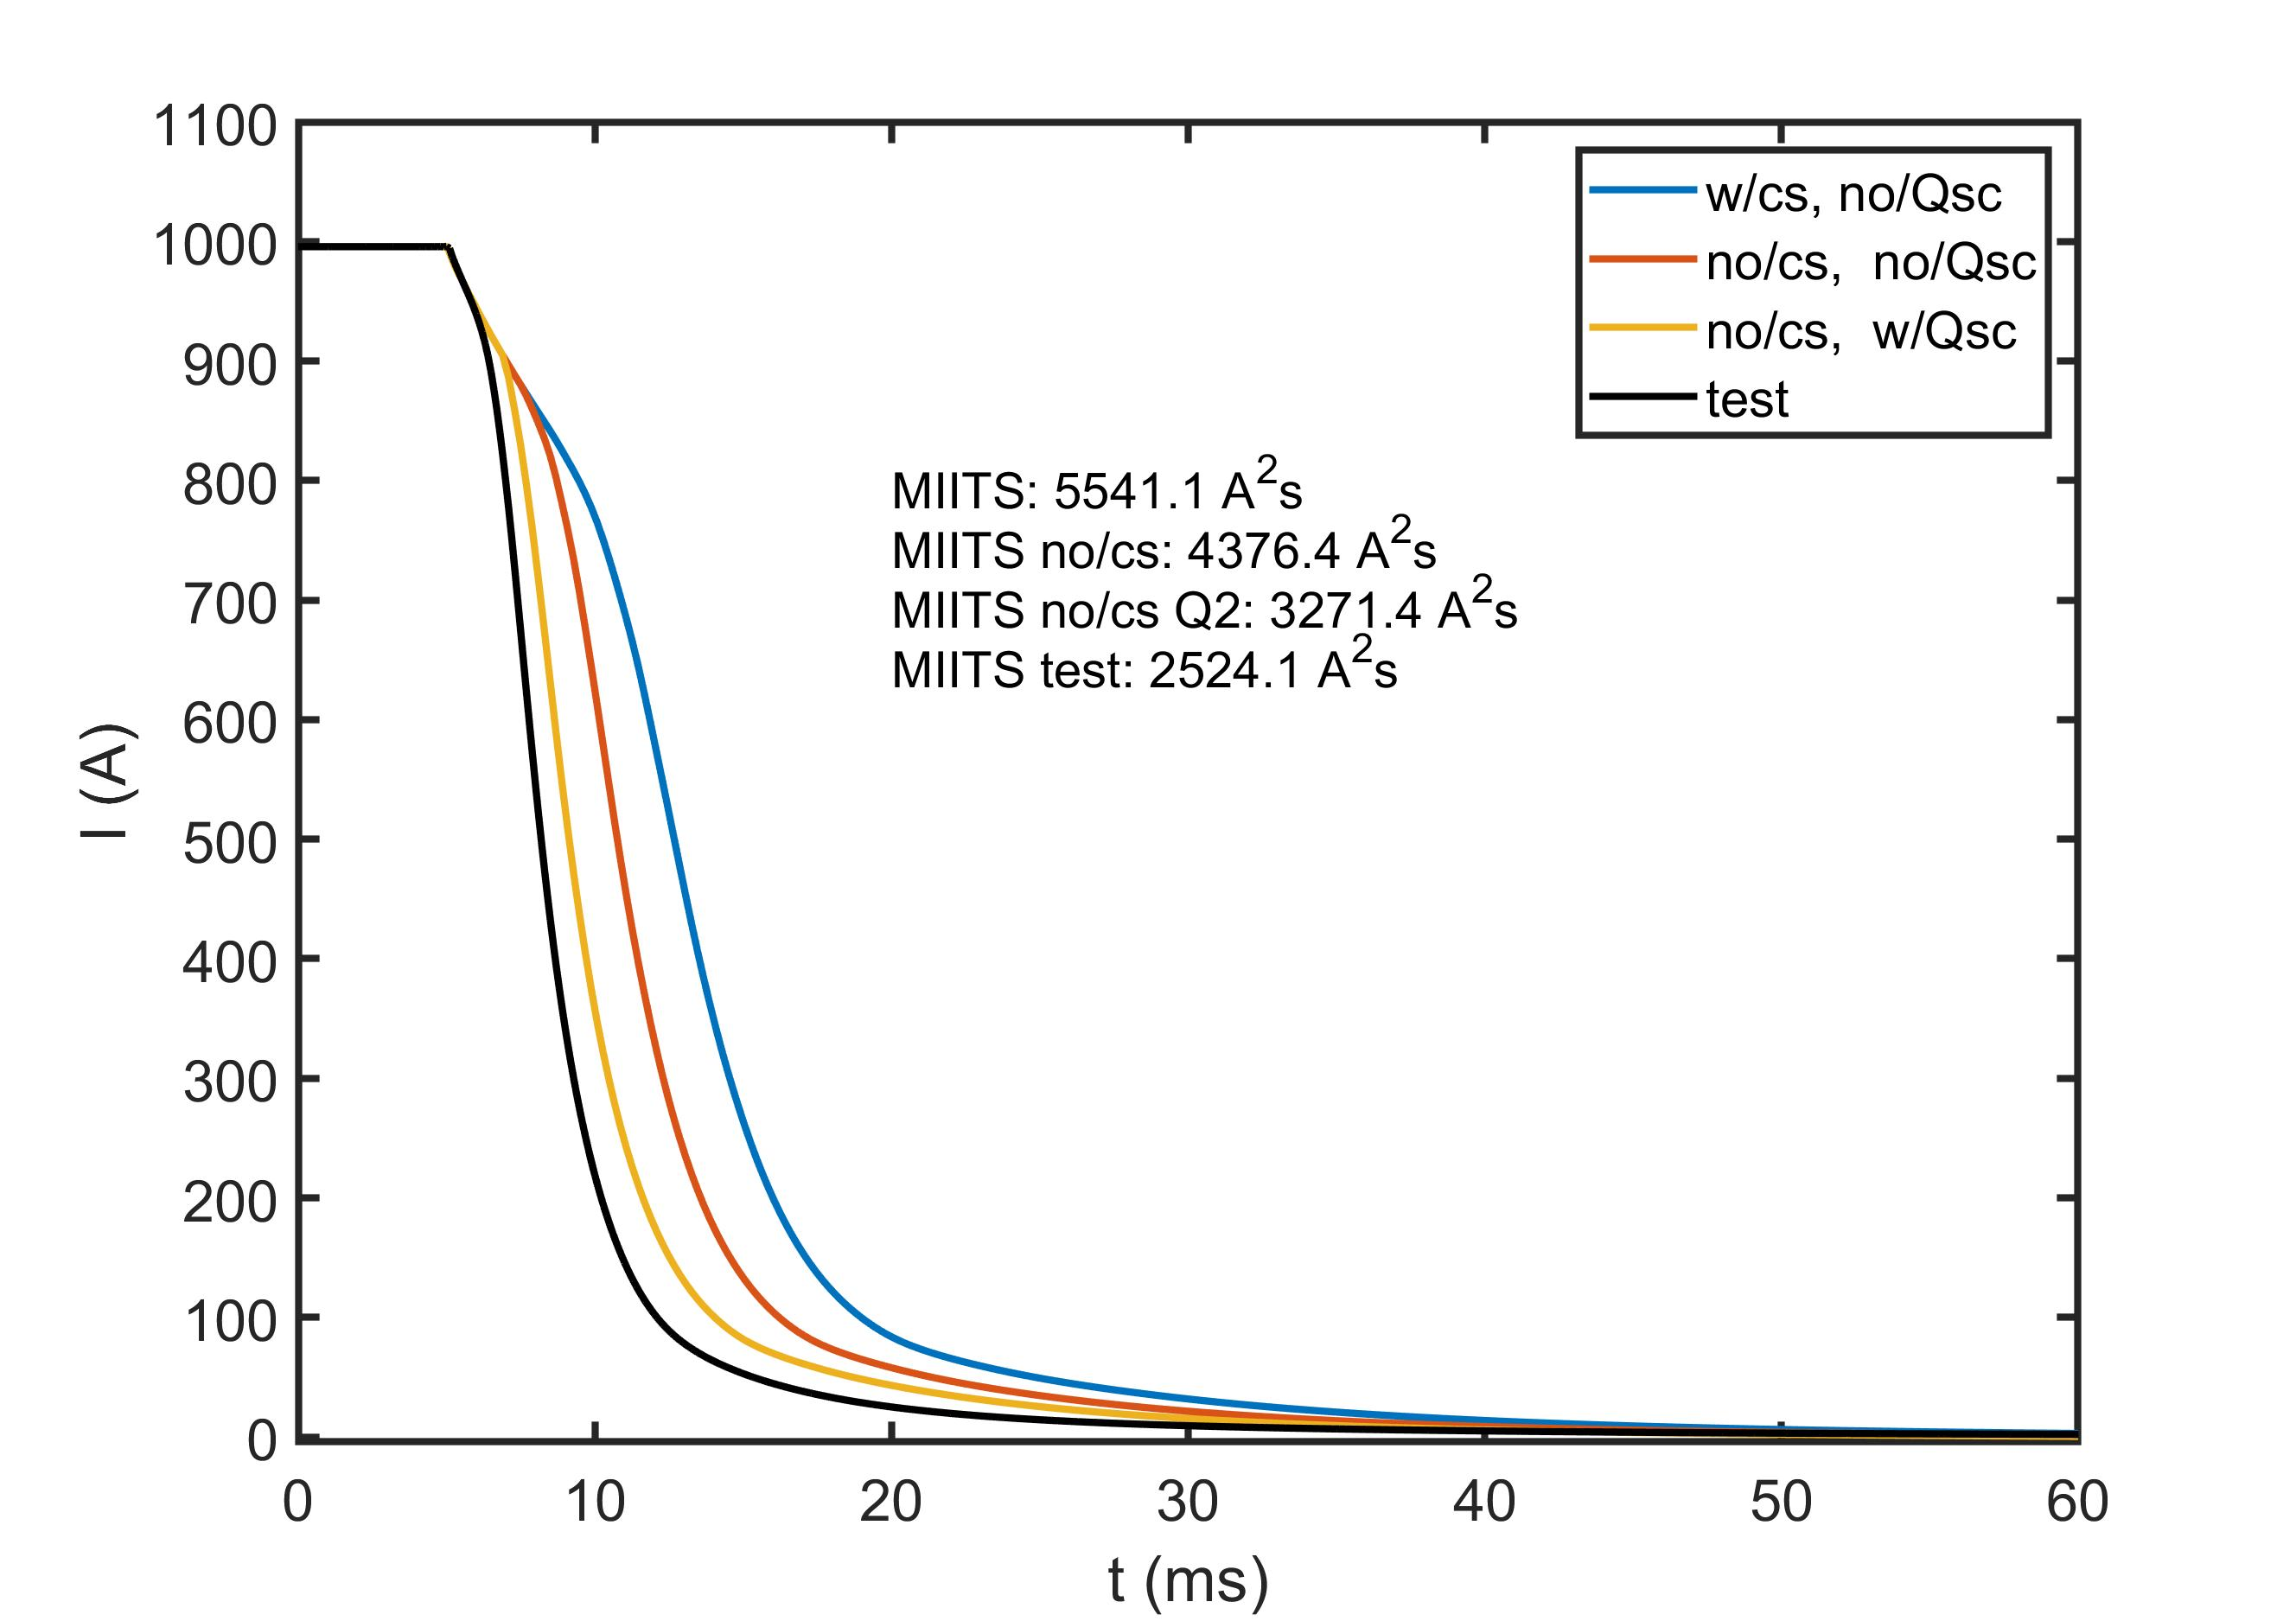 1100
1000
900
800
700
600
500
400
300
200
100
0
I (A)
w/cs, no/Qsc
no/cs,  no/Qsc
no/cs,  w/Qsc
test
MIITS: 5541.1 A²s
MIITS no/cs: 4376.4 A²s
MIITS no/cs Q2: 3271.4 A²s
MIITS test: 2524.1 A²s
0 10 20 30 40 50 60
t (ms)